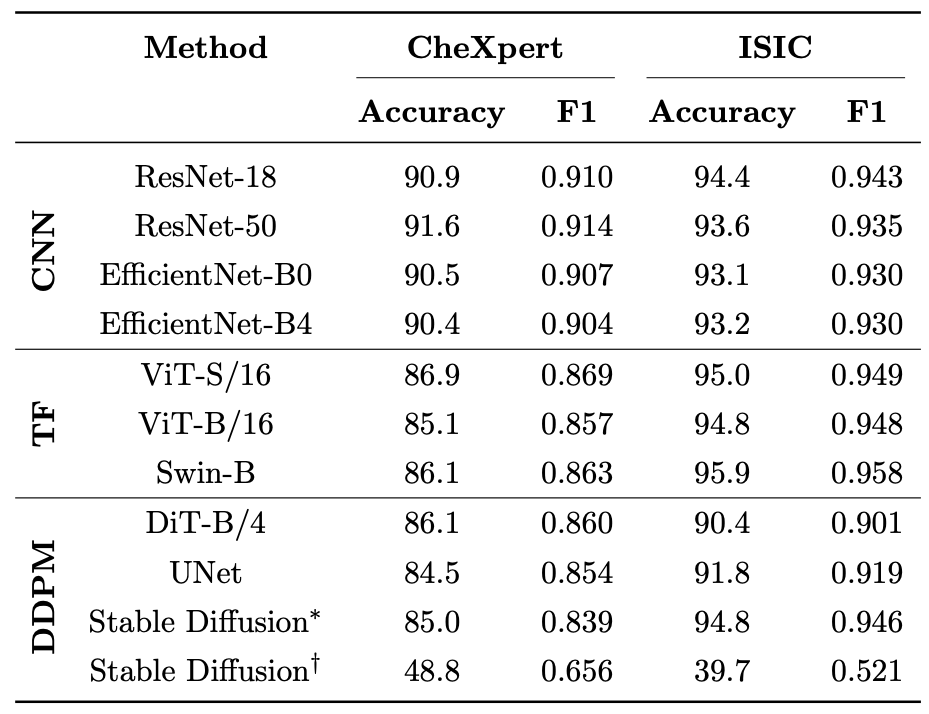 Method CheXpert ISIC
Accuracy F1 Accuracy F1
CNN
ResNet-18 90.9 0.910 94.4 0.943
ResNet-50 91.6 0.914 93.6 0.935
EfficientNet-B0 90.5 0.907 93.1 0.930
EfficientNet-B4 90.4 0.904 93.2 0.930
TF
ViT-S/16 86.9 0.869 95.0 0.949
ViT-B/16 85.1 0.857 94.8 0.948
Swin-B 86.1 0.863 95.9 0.958
DDPM
DiT-B/4 86.1 0.860 90.4 0.901
UNet 84.5 0.854 91.8 0.919
Stable Diffusion* 85.0 0.839 94.8 0.946
Stable Diffusion† 48.8 0.656 39.7 0.521